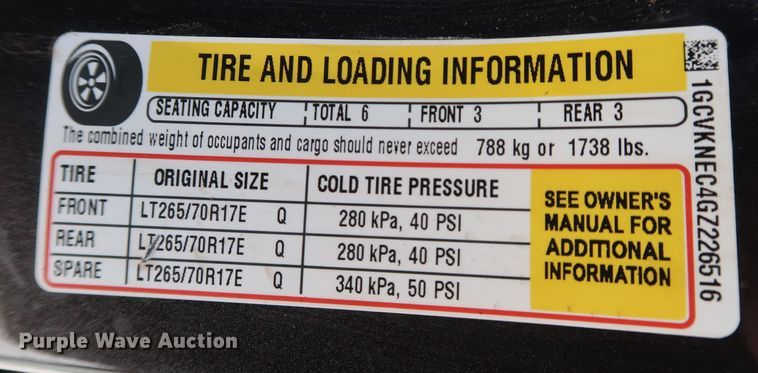 TIRE AND LOADING INFORMATION
SEATING CAPACITY TOTAL 6 FRONT 3 REAR 3
The combined weight of occupants and cargo should never exceed 788 kg or 1738 lbs.
TIRE ORIGINAL SIZE COLD TIRE PRESSURE
FRONT LT265/70R17E Q 280 kPa, 40 PSI
REAR LT265/70R17E Q 280 kPa, 40 PSI
SPARE LT265/70R17E Q 340 kPa, 50 PSI
SEE OWNER'S
MANUAL FOR
ADDITIONAL
INFORMATION
1GCVKNEC4GZ226516
Purple Wave Auction